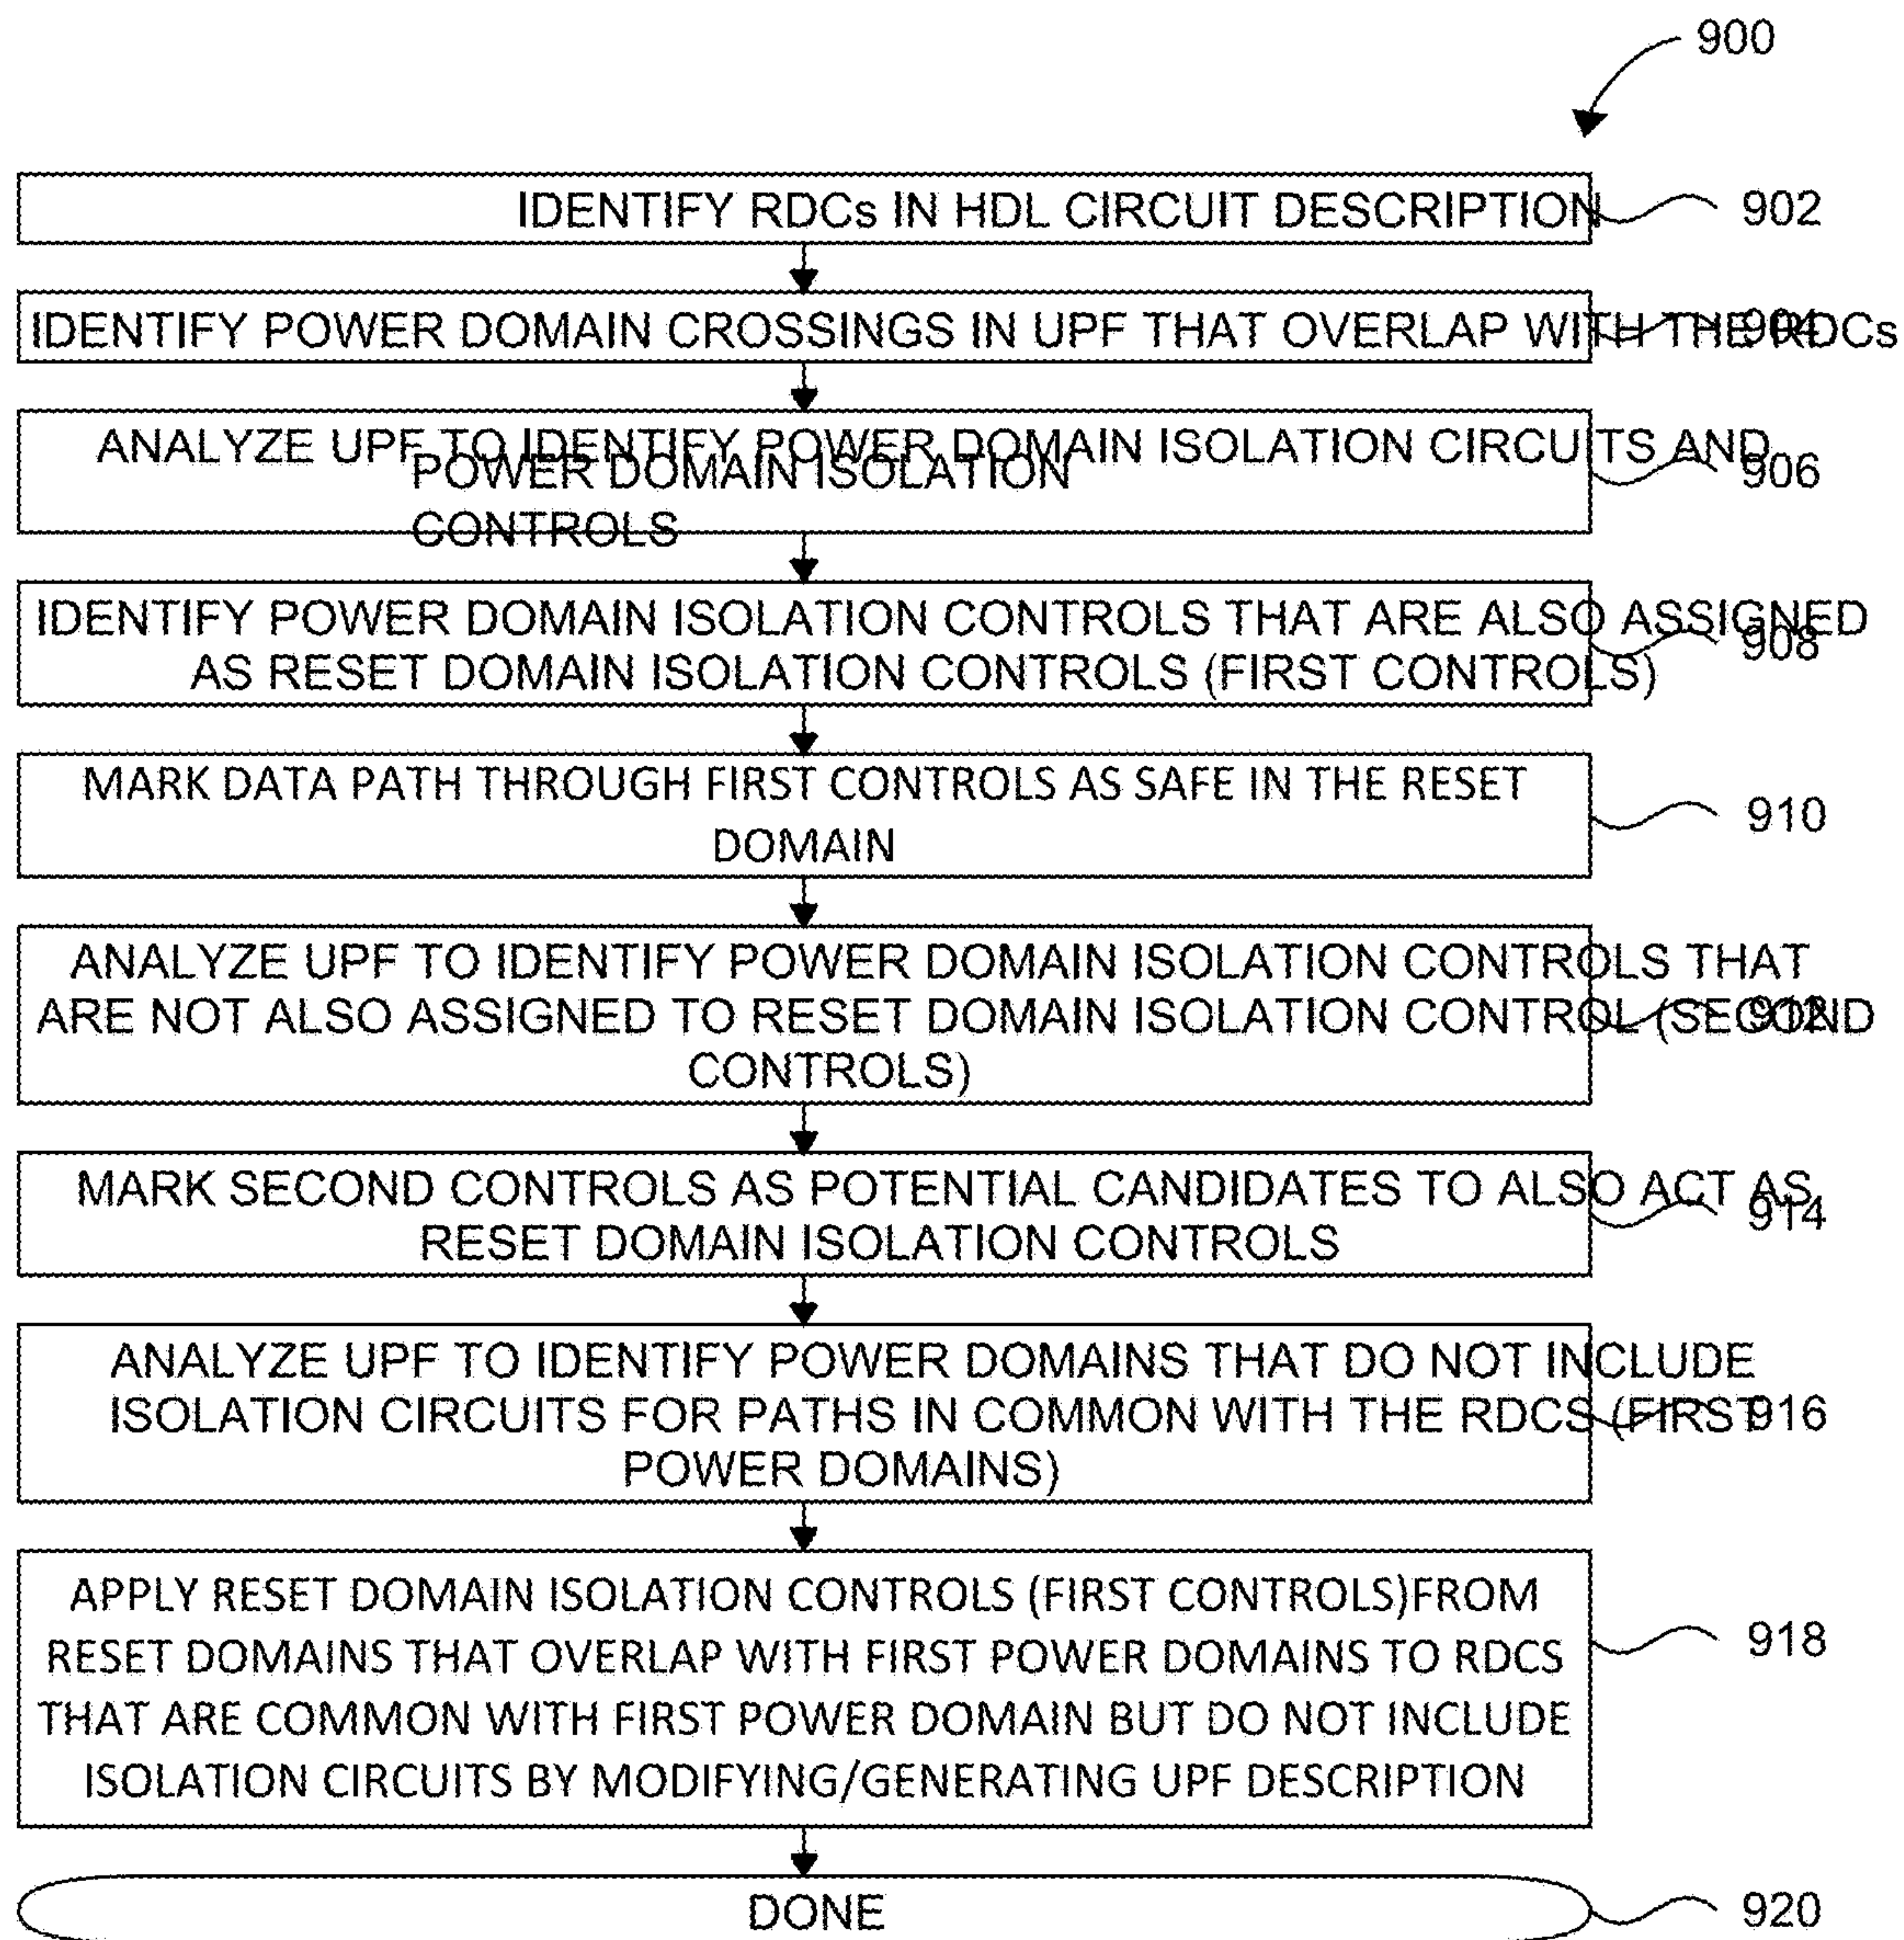 900
IDENTIFY RDCs IN HDL CIRCUIT DESCRIPTION
902
IDENTIFY POWER DOMAIN CROSSINGS IN UPF THAT OVERLAP WITH THE RDCs
904
ANALYZE UPF TO IDENTIFY POWER DOMAIN ISOLATION CIRCUITS AND
POWER DOMAIN ISOLATION
CONTROLS
906
IDENTIFY POWER DOMAIN ISOLATION CONTROLS THAT ARE ALSO ASSIGNED
AS RESET DOMAIN ISOLATION CONTROLS (FIRST CONTROLS)
908
MARK DATA PATH THROUGH FIRST CONTROLS AS SAFE IN THE RESET
DOMAIN
910
ANALYZE UPF TO IDENTIFY POWER DOMAIN ISOLATION CONTROLS THAT
ARE NOT ALSO ASSIGNED TO RESET DOMAIN ISOLATION CONTROL (SECOND
CONTROLS)
912
MARK SECOND CONTROLS AS POTENTIAL CANDIDATES TO ALSO ACT AS
RESET DOMAIN ISOLATION CONTROLS
914
ANALYZE UPF TO IDENTIFY POWER DOMAINS THAT DO NOT INCLUDE
ISOLATION CIRCUITS FOR PATHS IN COMMON WITH THE RDCS (FIRST
POWER DOMAINS)
916
APPLY RESET DOMAIN ISOLATION CONTROLS (FIRST CONTROLS)FROM
RESET DOMAINS THAT OVERLAP WITH FIRST POWER DOMAINS TO RDCS
THAT ARE COMMON WITH FIRST POWER DOMAIN BUT DO NOT INCLUDE
ISOLATION CIRCUITS BY MODIFYING/GENERATING UPF DESCRIPTION
918
DONE
920